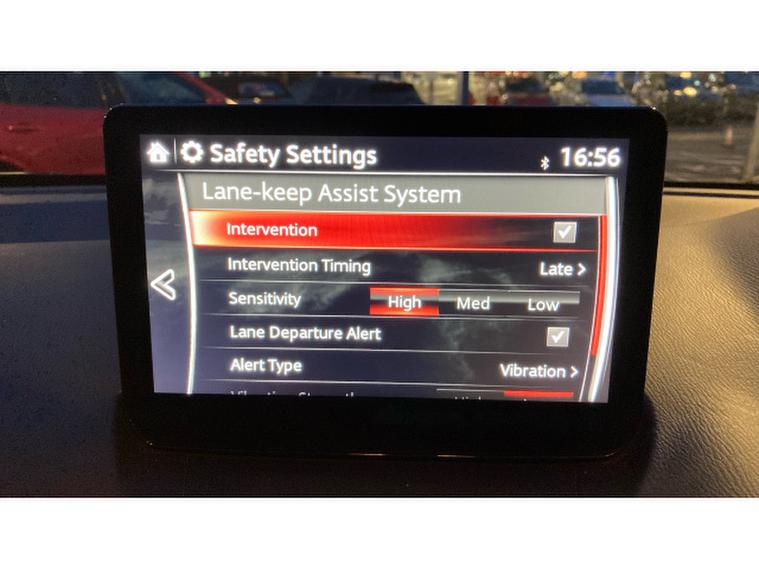 Safety Settings 16:56
Lane-keep Assist System
Intervention
Intervention Timing Late >
Sensitivity High Med Low
Lane Departure Alert
Alert Type Vibration >
Vibration